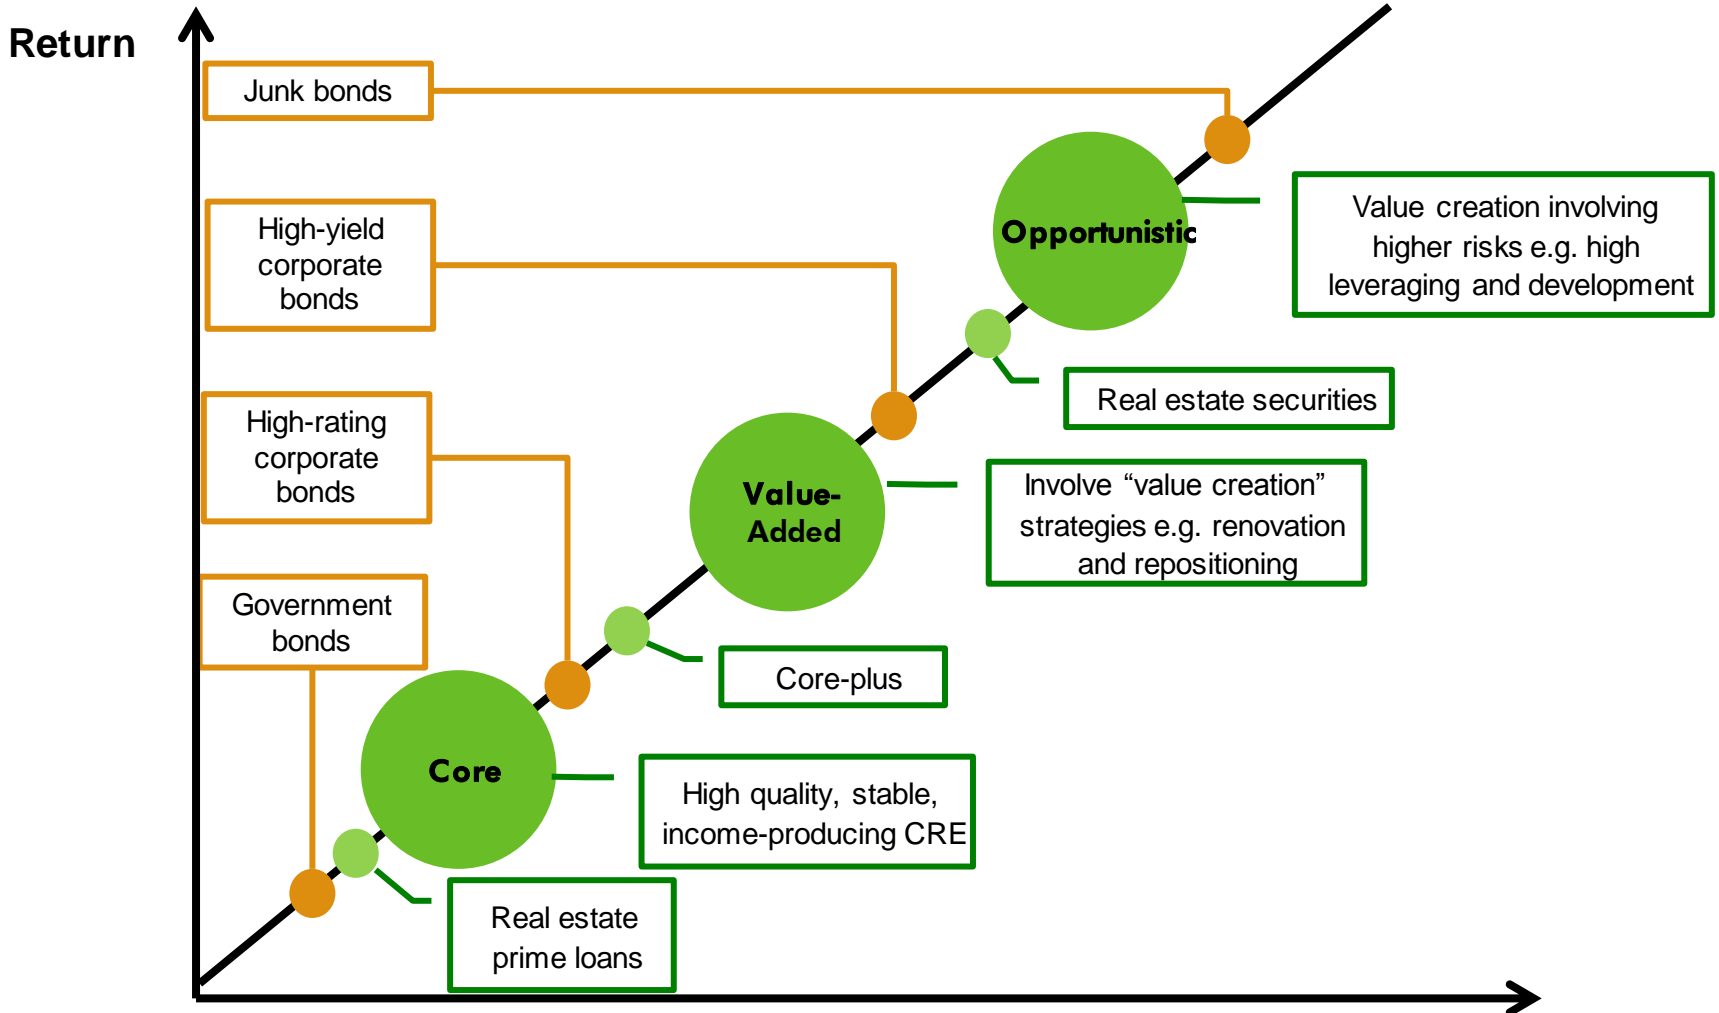 Return
Junk bonds
High-yield
corporate
bonds
High-rating
corporate
bonds
Government
bonds
Opportunistic
Value creation involving
higher risks e.g. high
leveraging and development
Real estate securities
Value-
Added
Involve “value creation”
strategies e.g. renovation
and repositioning
Core-plus
Core
High quality, stable,
income-producing CRE
Real estate
prime loans